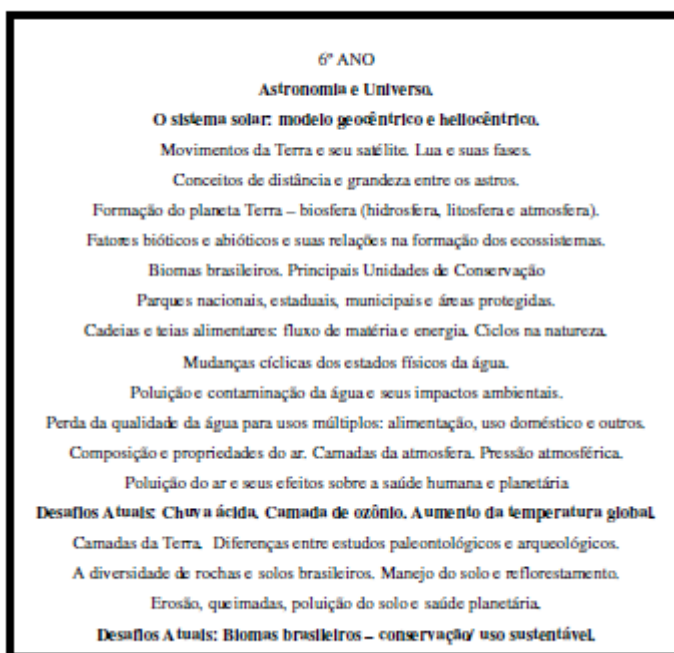 6º ANO
Astronomia e Universo.
O sistema solar: modelo geocêntrico e heliocêntrico.
Movimentos da Terra e seu satélite. Lua e suas fases.
Conceitos de distância e grandeza entre os astros.
Formação do planeta Terra – biosfera (hidrosfera, litosfera e atmosfera).
Fatores bióticos e abióticos e suas relações na formação dos ecossistemas.
Biomas brasileiros. Principais Unidades de Conservação
Parques nacionais, estaduais, municipais e áreas protegidas.
Cadeias e teias alimentares: fluxo de matéria e energia. Ciclos na natureza.
Mudanças cíclicas dos estados físicos da água.
Poluição e contaminação da água e seus impactos ambientais.
Perda da qualidade da água para usos múltiplos: alimentação, uso doméstico e outros.
Composição e propriedades do ar. Camadas da atmosfera. Pressão atmosférica.
Poluição do ar e seus efeitos sobre a saúde humana e planetária
Desafios Atuais: Chuva ácida. Camada de ozônio. Aumento da temperatura global.
Camadas da Terra. Diferenças entre estudos paleontológicos e arqueológicos.
A diversidade de rochas e solos brasileiros. Manejo do solo e reflorestamento.
Erosão, queimadas, poluição do solo e saúde planetária.
Desafios Atuais: Biomas brasileiros – conservação/ uso sustentável.